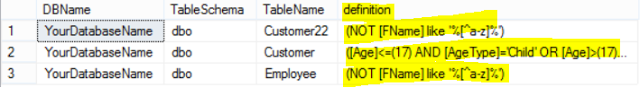 DBName TableSchema TableName definition
1 YourDatabaseName dbo Customer22 (NOT [FName] like '%[^a-z]%')
2 YourDatabaseName dbo Customer ([Age]<=(17) AND [AgeType]='Child' OR [Age]>(17)...
3 YourDatabaseName dbo Employee (NOT [FName] like '%[^a-z]%')